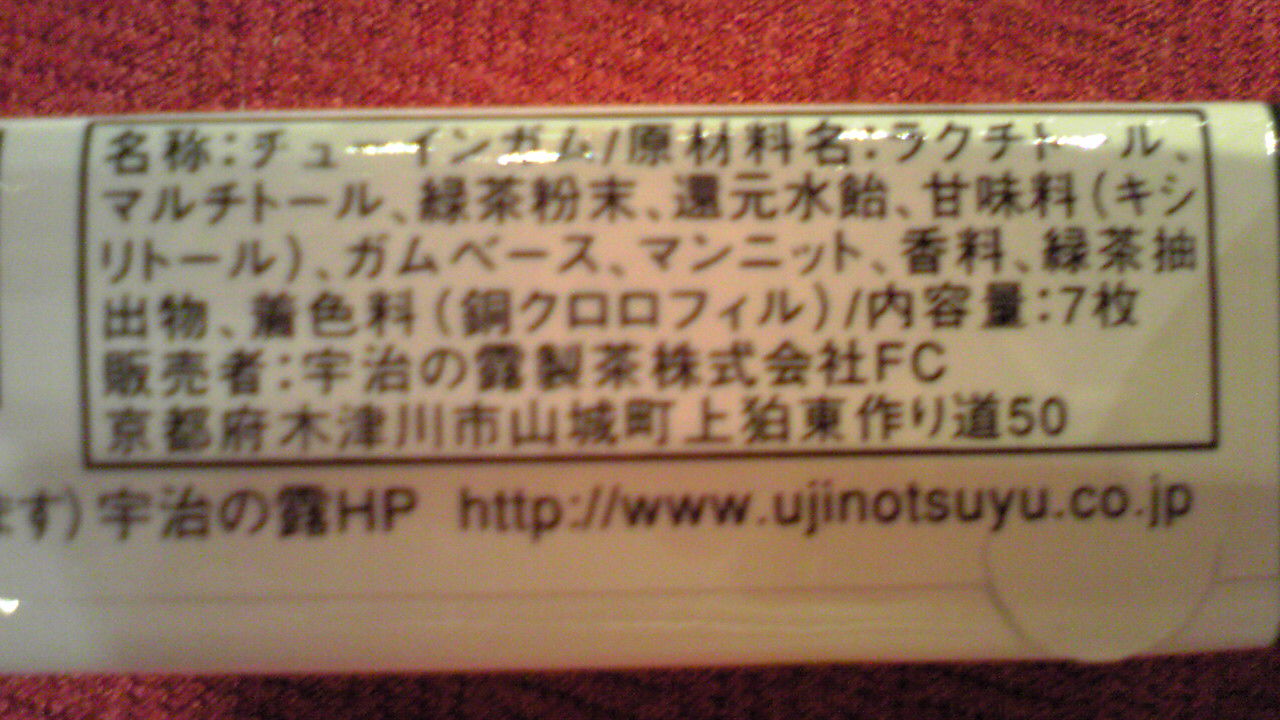 名称:チューインガム/原材料名:ラクチトール、
マルチトール、緑茶粉末、還元水飴、甘味料(キシ
リトール)、ガムベース、マンニット、香料、緑茶抽
出物、着色料(銅クロロフィル)/内容量:7枚
販売者:宇治の露製茶株式会社FC
京都府木津川市山城町上狛東作り道50
ます)宇治の露HP http://www.ujinotsuyu.co.jp